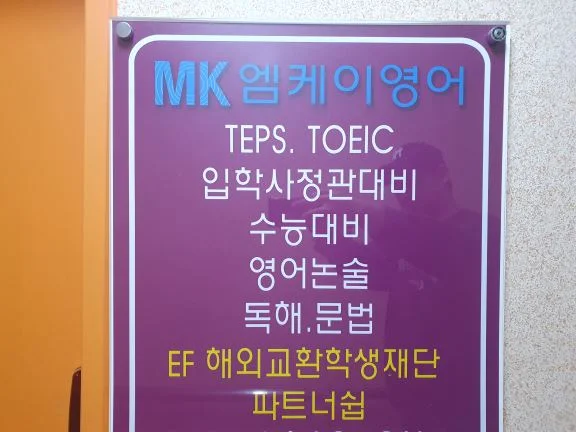 MK 엠케이영어
TEPS. TOEIC
입학사정관대비
수능대비
영어논술
독해.문법
EF 해외교환학생재단
파트너쉽